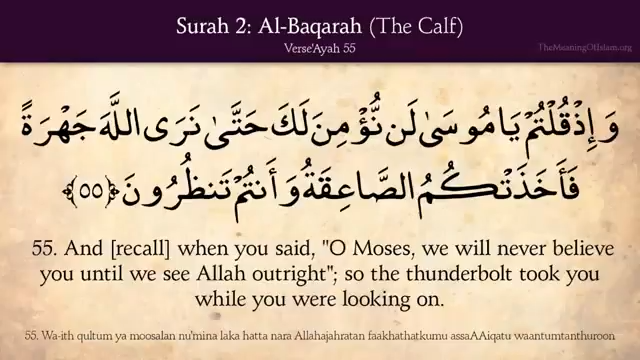 Surah 2: Al-Baqarah (The Calf)
Verse'Ayah 55
TheMeaningOfIslam.org
وَإِذْ قُلْتُمْ يَا مُوسَىٰ لَن نُّؤْمِنَ لَكَ حَتَّىٰ نَرَى اللَّهَ جَهْرَةً
فَأَخَذَتْكُمُ الصَّاعِقَةُ وَأَنتُمْ تَنظُرُونَ ﴿٥٥﴾
55. And [recall] when you said, "O Moses, we will never believe
you until we see Allah outright"; so the thunderbolt took you
while you were looking on.
55. Wa-ith qultum ya moosalan nu'mina laka hatta nara Allahajahratan faakhathatkumu assaAAiqatu waantumtanthuroon